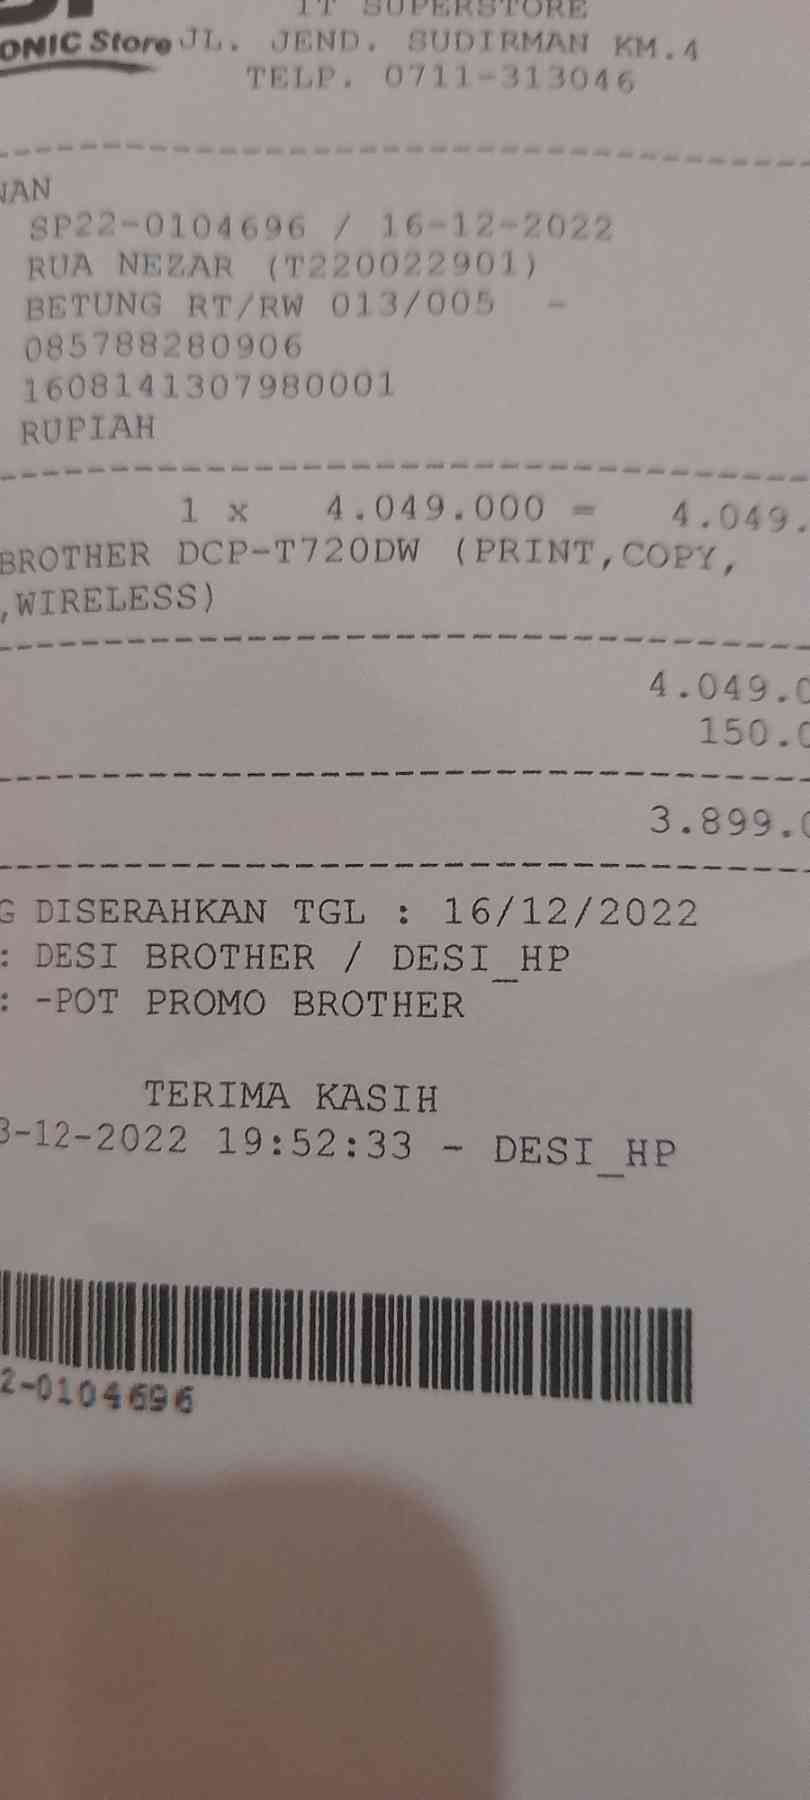 IT SUPERSTORE
ONIC Store JL. JEND. SUDIRMAN KM.4
TELP. 0711-313046
NAN
SP22-0104696 / 16-12-2022
RUA NEZAR (T220022901)
BETUNG RT/RW 013/005 -
085788280906
1608141307980001
RUPIAH
1 x 4.049.000 = 4.049.
BROTHER DCP-T720DW (PRINT,COPY,
,WIRELESS)
4.049.0
150.0
3.899.0
G DISERAHKAN TGL : 16/12/2022
: DESI BROTHER / DESI_HP
: -POT PROMO BROTHER
TERIMA KASIH
3-12-2022 19:52:33 - DESI_HP
2-0104696